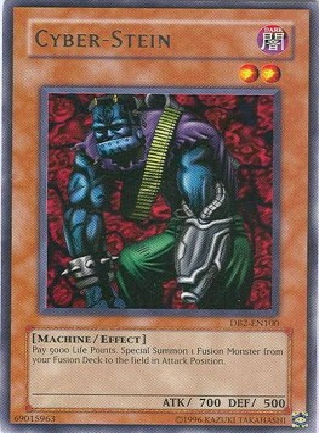 CYBER-STEIN
DARK
闇
DB2-EN100
[MACHINE / EFFECT]
Pay 5000 Life Points. Special Summon 1 Fusion Monster from
your Fusion Deck to the field in Attack Position.
ATK / 700 DEF / 500
69015963
©1996 KAZUKI TAKAHASHI